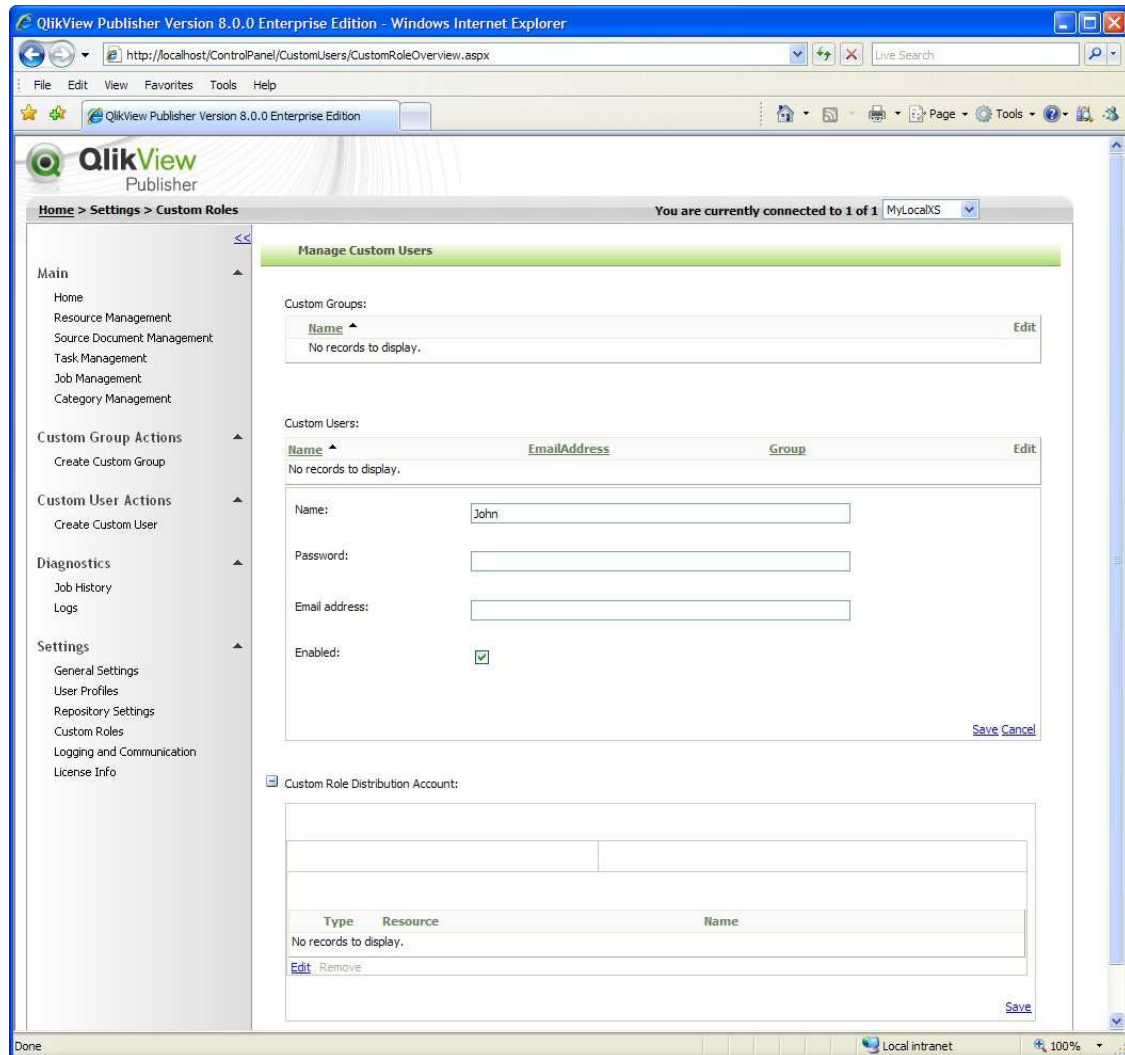 QlikView Publisher Version 8.0.0 Enterprise Edition - Windows Internet Explorer
http://localhost/ControlPanel/CustomUsers/CustomRoleOverview.aspx
Live Search
File Edit View Favorites Tools Help
QlikView Publisher Version 8.0.0 Enterprise Edition
Page Tools
QlikView
Publisher
Home > Settings > Custom Roles
You are currently connected to 1 of 1 MyLocalXS
<<
Main
Home
Resource Management
Source Document Management
Task Management
Job Management
Category Management
Custom Group Actions
Create Custom Group
Custom User Actions
Create Custom User
Diagnostics
Job History
Logs
Settings
General Settings
User Profiles
Repository Settings
Custom Roles
Logging and Communication
License Info
Manage Custom Users
Custom Groups:
Name Edit
No records to display.
Custom Users:
Name EmailAddress Group Edit
No records to display.
Name: John
Password:
Email address:
Enabled:
Save Cancel
Custom Role Distribution Account:
Type Resource Name
No records to display.
Edit Remove
Save
Done
Local intranet
100%